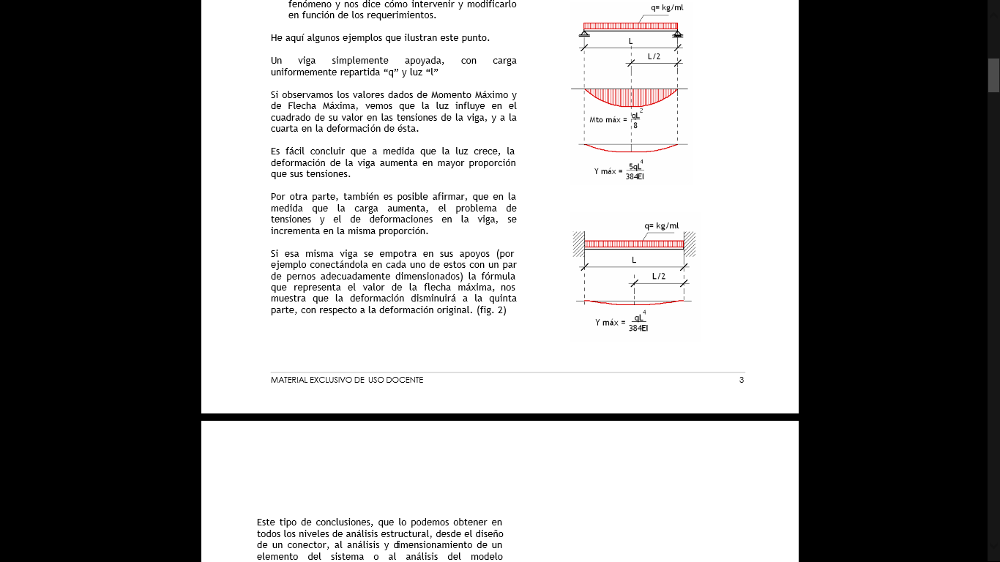 fenómeno y nos dice cómo intervenir y modificarlo
en función de los requerimientos.
He aquí algunos ejemplos que ilustran este punto.
Un viga simplemente apoyada, con carga
uniformemente repartida “q” y luz “l”
Si observamos los valores dados de Momento Máximo y
de Flecha Máxima, vemos que la luz influye en el
cuadrado de su valor en las tensiones de la viga, y a la
cuarta en la deformación de ésta.
Es fácil concluir que a medida que la luz crece, la
deformación de la viga aumenta en mayor proporción
que sus tensiones.
Por otra parte, también es posible afirmar, que en la
medida que la carga aumenta, el problema de
tensiones y el de deformaciones en la viga, se
incrementa en la misma proporción.
Si esa misma viga se empotra en sus apoyos (por
ejemplo conectándola en cada uno de estos con un par
de pernos adecuadamente dimensionados) la fórmula
que representa el valor de la flecha máxima, nos
muestra que la deformación disminuirá a la quinta
parte, con respecto a la deformación original. (fig. 2)
q= kg/ml
L
L/2
Mto máx = qL²/8
Y máx = 5qL⁴/384EI
q= kg/ml
L
L/2
Y máx = qL⁴/384EI
MATERIAL EXCLUSIVO DE USO DOCENTE 3
Este tipo de conclusiones, que lo podemos obtener en
todos los niveles de análisis estructural, desde el diseño
de un conector, al análisis y dimensionamiento de un
elemento del sistema o al análisis del modelo